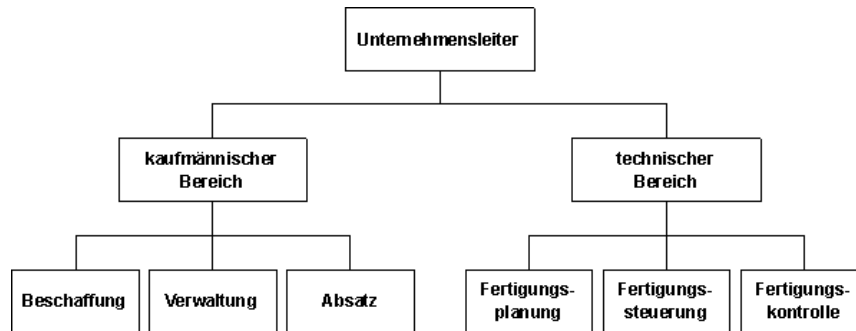 Unternehmensleiter
kaufmännischer
Bereich
technischer
Bereich
Beschaffung
Verwaltung
Absatz
Fertigungs-
planung
Fertigungs-
steuerung
Fertigungs-
kontrolle